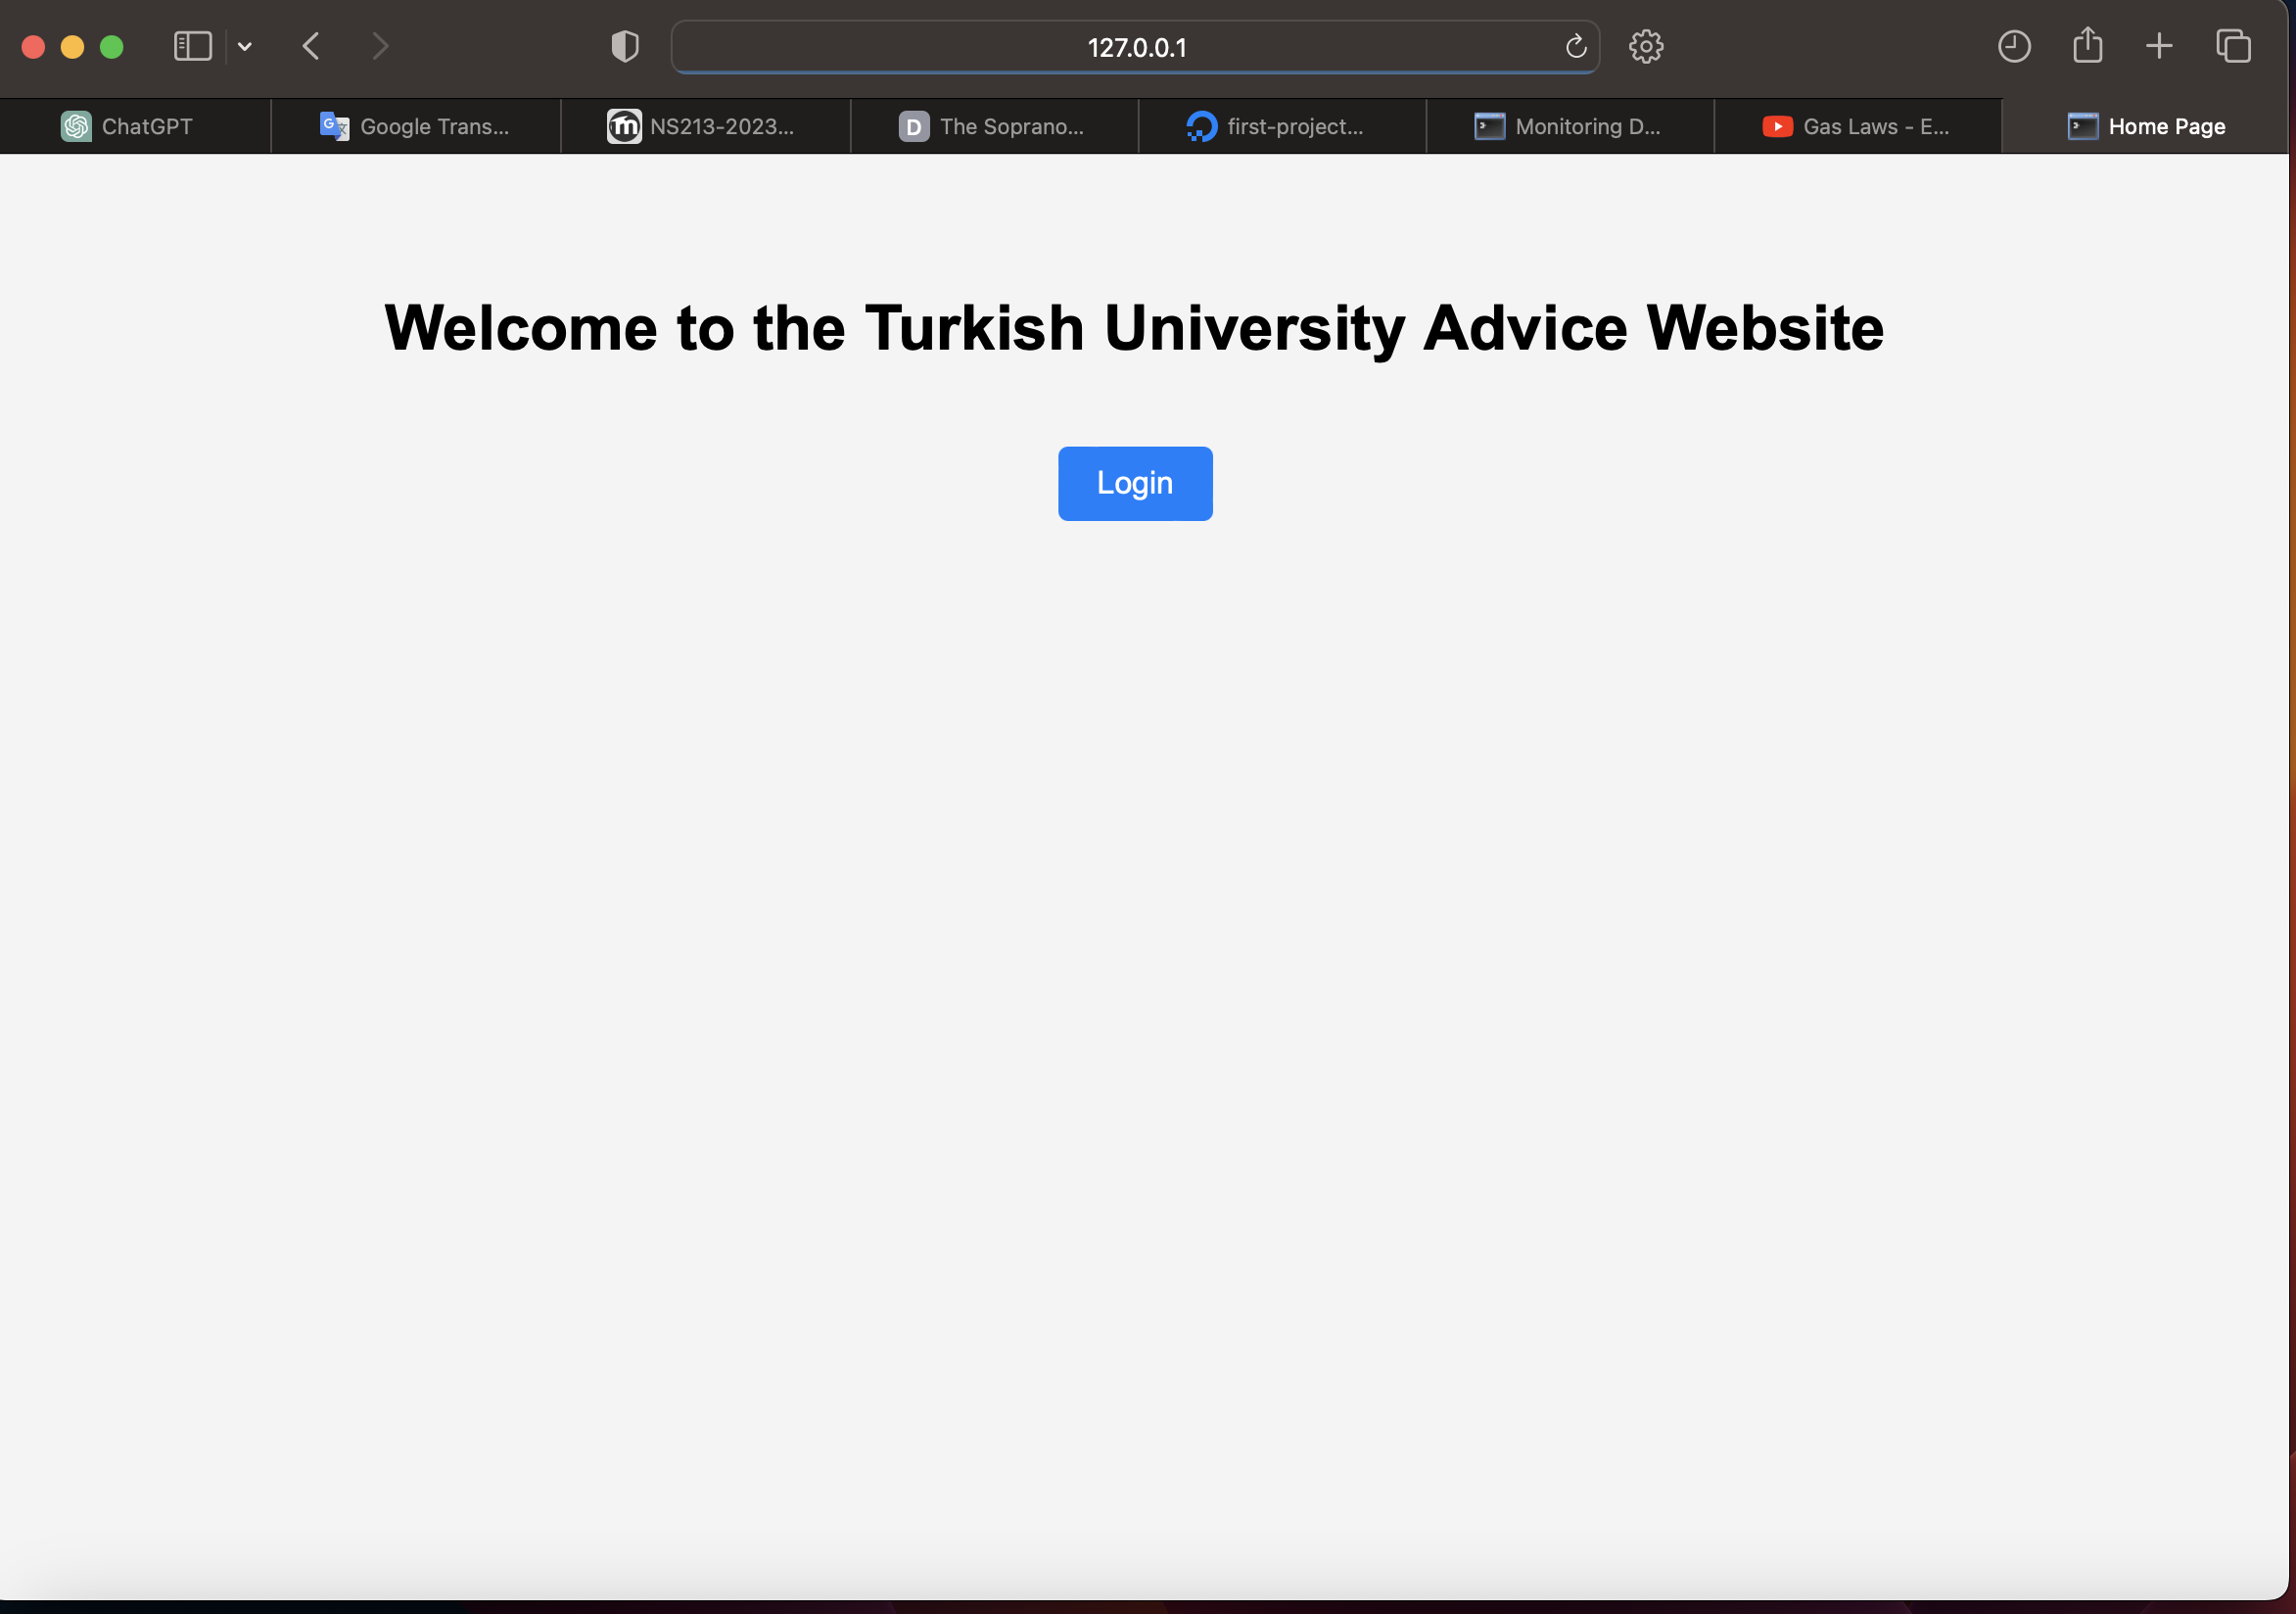 127.0.0.1
ChatGPT
Google Trans...
NS213-2023...
D The Soprano...
first-project...
Monitoring D...
Gas Laws - E...
Home Page
Welcome to the Turkish University Advice Website
Login